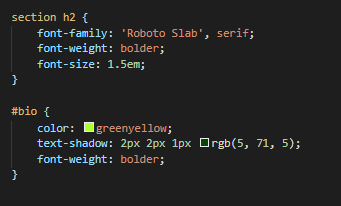 section h2 {
    font-family: 'Roboto Slab', serif;
    font-weight: bolder;
    font-size: 1.5em;
}

#bio {
    color: greenyellow;
    text-shadow: 2px 2px 1px rgb(5, 71, 5);
    font-weight: bolder;
}